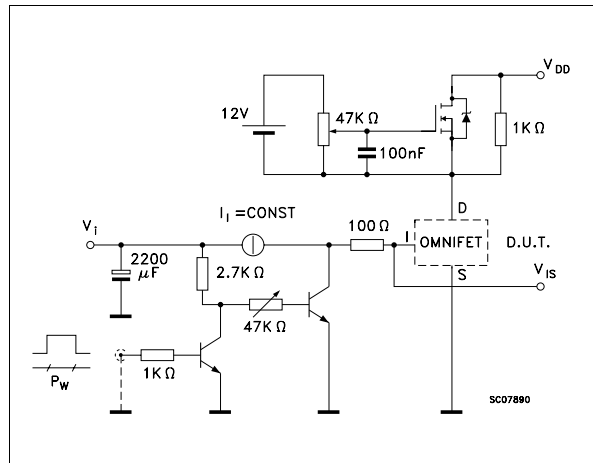 V DD
12V
47K Ω
1K Ω
100nF
D
I I =CONST
V i
100 Ω
I
OMNIFET
D.U.T.
S
V IS
2200
μF
2.7K Ω
47K Ω
1K Ω
P W
SC07890